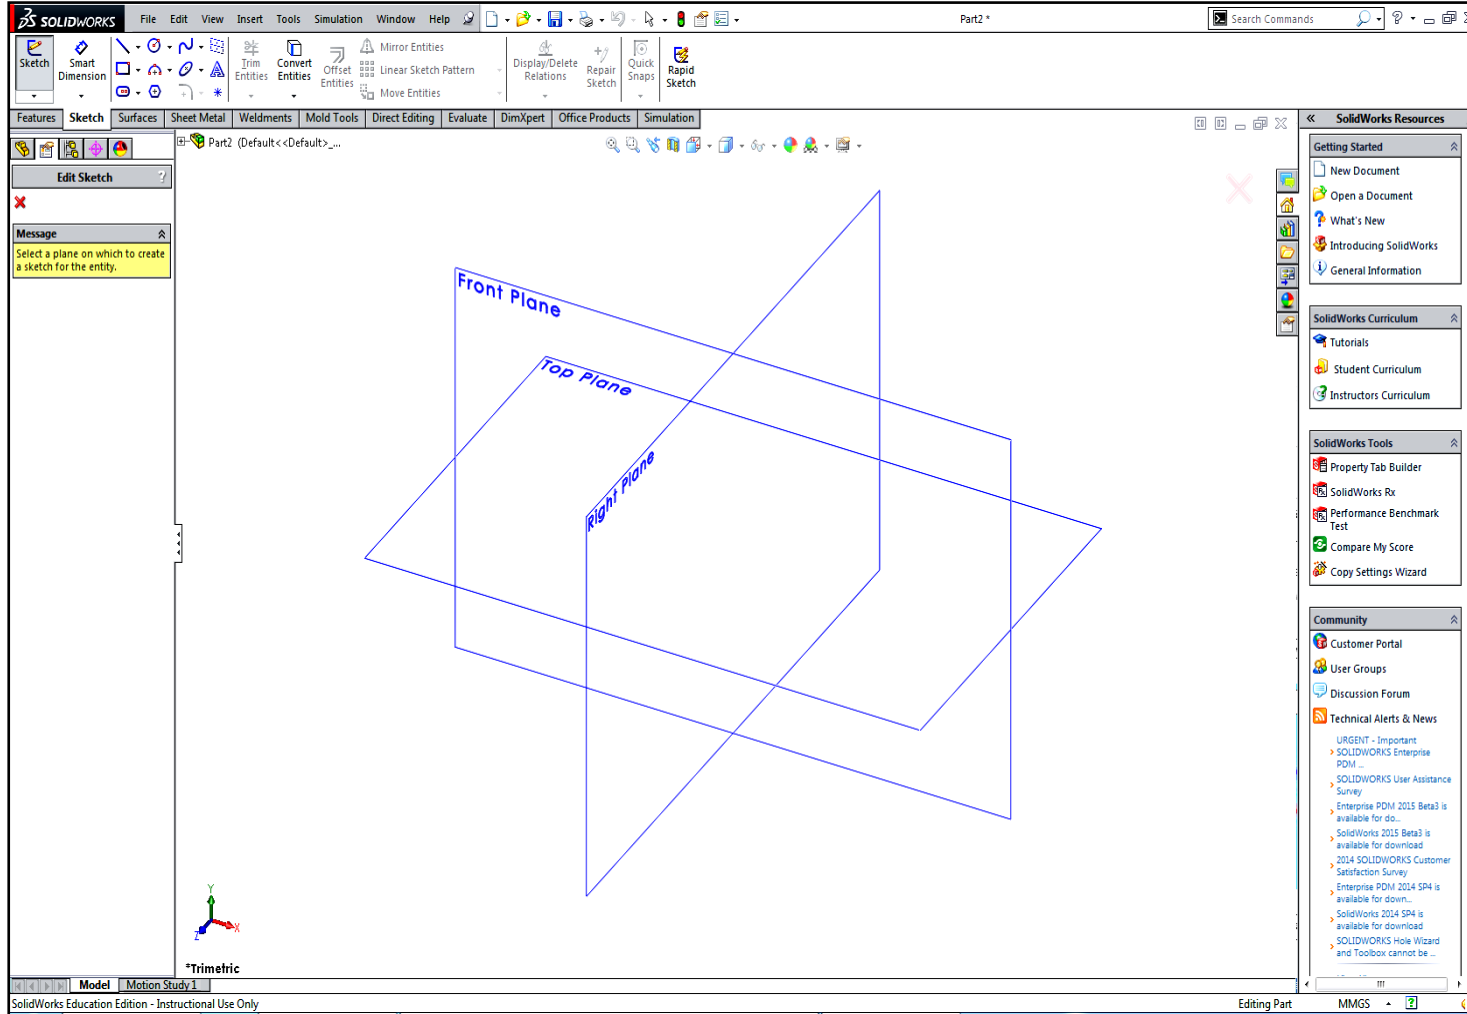 SOLIDWORKS File Edit View Insert Tools Simulation Window Help Part2 * Search Commands
Sketch
Smart Dimension
Trim Entities
Convert Entities
Offset Entities
Mirror Entities
Linear Sketch Pattern
Move Entities
Display/Delete Relations
Repair Sketch
Quick Snaps
Rapid Sketch
Features Sketch Surfaces Sheet Metal Weldments Mold Tools Direct Editing Evaluate DimXpert Office Products Simulation
Part2 (Default<<Default>_...
Edit Sketch ?
Message
Select a plane on which to create
a sketch for the entity.
Front Plane
Top Plane
Right Plane
Y
X
Z
*Trimetric
SolidWorks Resources
Getting Started
New Document
Open a Document
What's New
Introducing SolidWorks
General Information
SolidWorks Curriculum
Tutorials
Student Curriculum
Instructors Curriculum
SolidWorks Tools
Property Tab Builder
SolidWorks Rx
Performance Benchmark
Test
Compare My Score
Copy Settings Wizard
Community
Customer Portal
User Groups
Discussion Forum
Technical Alerts & News
URGENT - Important
SOLIDWORKS Enterprise
PDM ...
SOLIDWORKS User Assistance
Survey
Enterprise PDM 2015 Beta3 is
available for do...
SolidWorks 2015 Beta3 is
available for download
2014 SOLIDWORKS Customer
Satisfaction Survey
Enterprise PDM 2014 SP4 is
available for down...
SolidWorks 2014 SP4 is
available for download
SOLIDWORKS Hole Wizard
and Toolbox cannot be ...
Model Motion Study 1
SolidWorks Education Edition - Instructional Use Only Editing Part MMGS